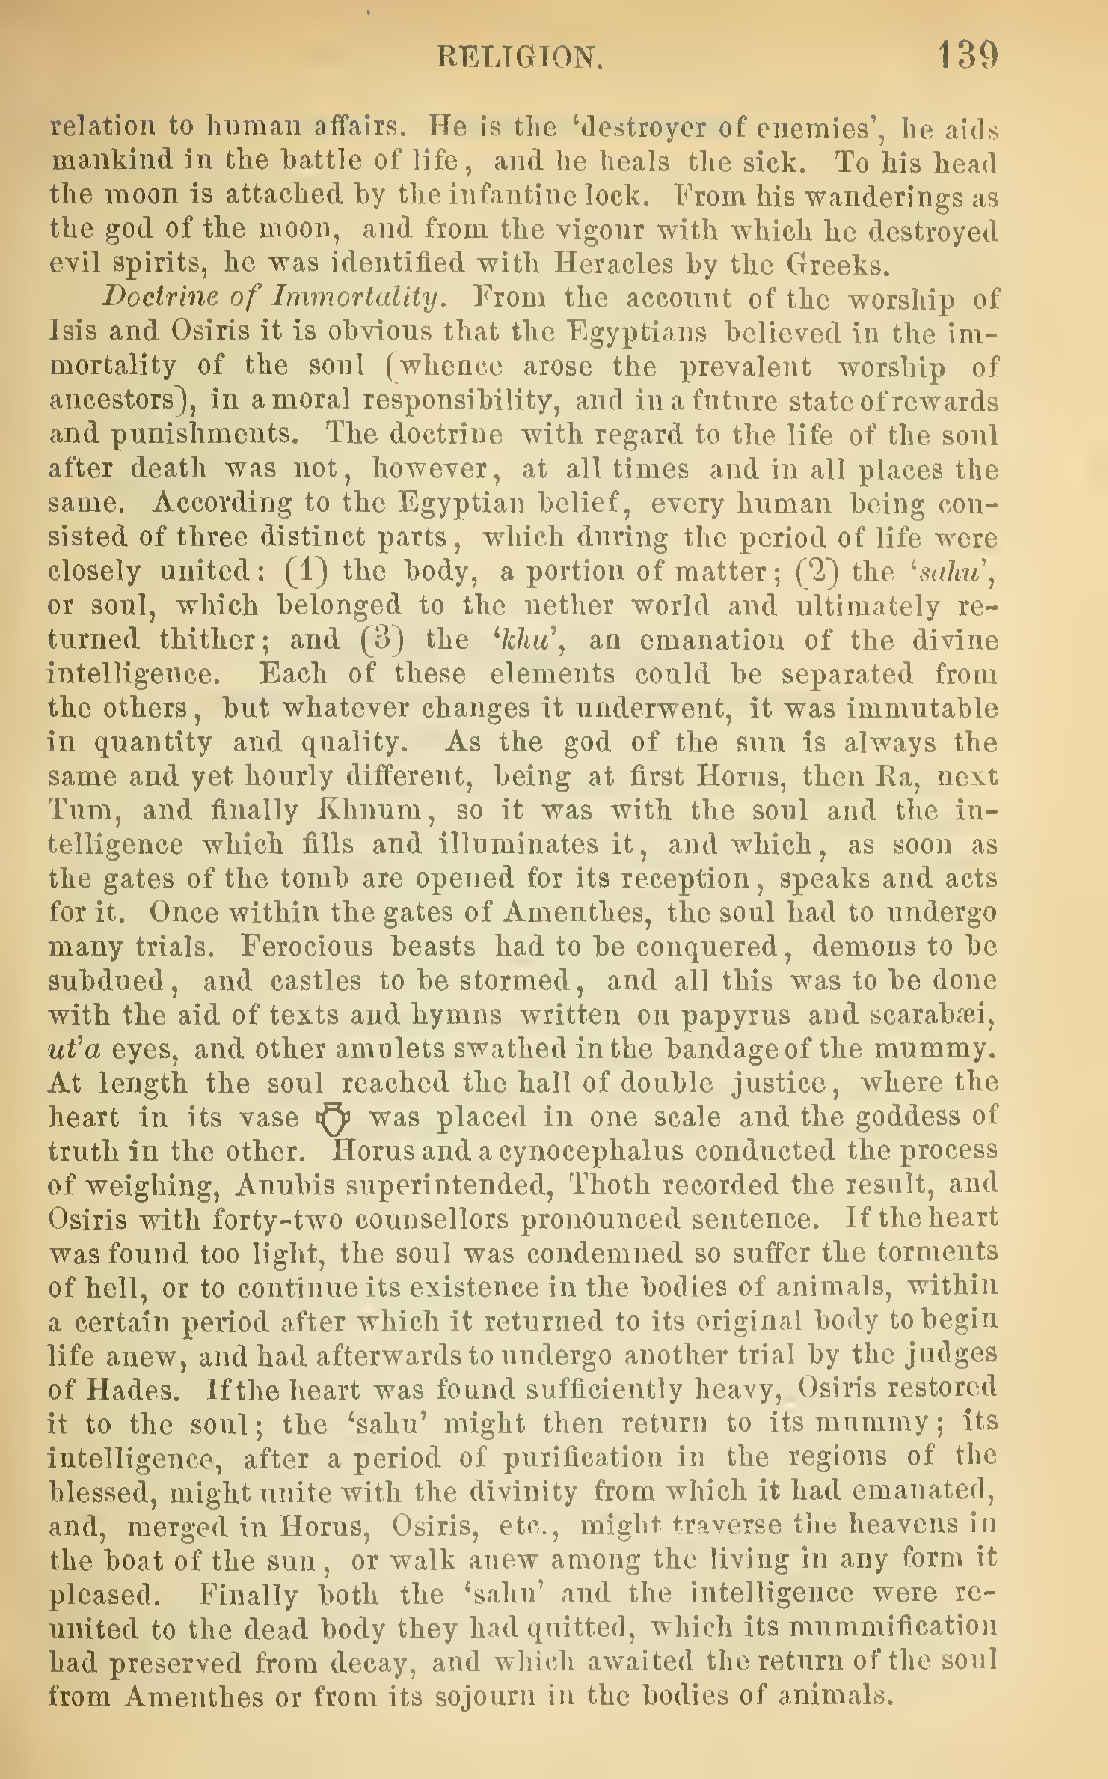 RELIGION. 139
relation to human affairs. He is the ‘destroyer of enemies’, he aids
mankind in the battle of life, and he heals the sick. To his head
the moon is attached by the infantine lock. From his wanderings as
the god of the moon, and from the vigour with which he destroyed
evil spirits, he was identified with Heracles by the Greeks.
Doctrine of Immortality. From the account of the worship of
Isis and Osiris it is obvious that the Egyptians believed in the im-
mortality of the soul (whence arose the prevalent worship of
ancestors), in a moral responsibility, and in a future state of rewards
and punishments. The doctrine with regard to the life of the soul
after death was not, however, at all times and in all places the
same. According to the Egyptian belief, every human being con-
sisted of three distinct parts, which during the period of life were
closely united: (1) the body, a portion of matter; (2) the ‘sahu’,
or soul, which belonged to the nether world and ultimately re-
turned thither; and (3) the ‘khu’, an emanation of the divine
intelligence. Each of these elements could be separated from
the others, but whatever changes it underwent, it was immutable
in quantity and quality. As the god of the sun is always the
same and yet hourly different, being at first Horus, then Ra, next
Tum, and finally Khnum, so it was with the soul and the in-
telligence which fills and illuminates it, and which, as soon as
the gates of the tomb are opened for its reception, speaks and acts
for it. Once within the gates of Amenthes, the soul had to undergo
many trials. Ferocious beasts had to be conquered, demons to be
subdued, and castles to be stormed, and all this was to be done
with the aid of texts and hymns written on papyrus and scarabæi,
ut’a eyes, and other amulets swathed in the bandage of the mummy.
At length the soul reached the hall of double justice, where the
heart in its vase was placed in one scale and the goddess of
truth in the other. Horus and a cynocephalus conducted the process
of weighing, Anubis superintended, Thoth recorded the result, and
Osiris with forty-two counsellors pronounced sentence. If the heart
was found too light, the soul was condemned so suffer the torments
of hell, or to continue its existence in the bodies of animals, within
a certain period after which it returned to its original body to begin
life anew, and had afterwards to undergo another trial by the judges
of Hades. If the heart was found sufficiently heavy, Osiris restored
it to the soul; the ‘sahu’ might then return to its mummy; its
intelligence, after a period of purification in the regions of the
blessed, might unite with the divinity from which it had emanated,
and, merged in Horus, Osiris, etc., might traverse the heavens in
the boat of the sun, or walk anew among the living in any form it
pleased. Finally both the ‘sahu’ and the intelligence were re-
united to the dead body they had quitted, which its mummification
had preserved from decay, and which awaited the return of the soul
from Amenthes or from its sojourn in the bodies of animals.